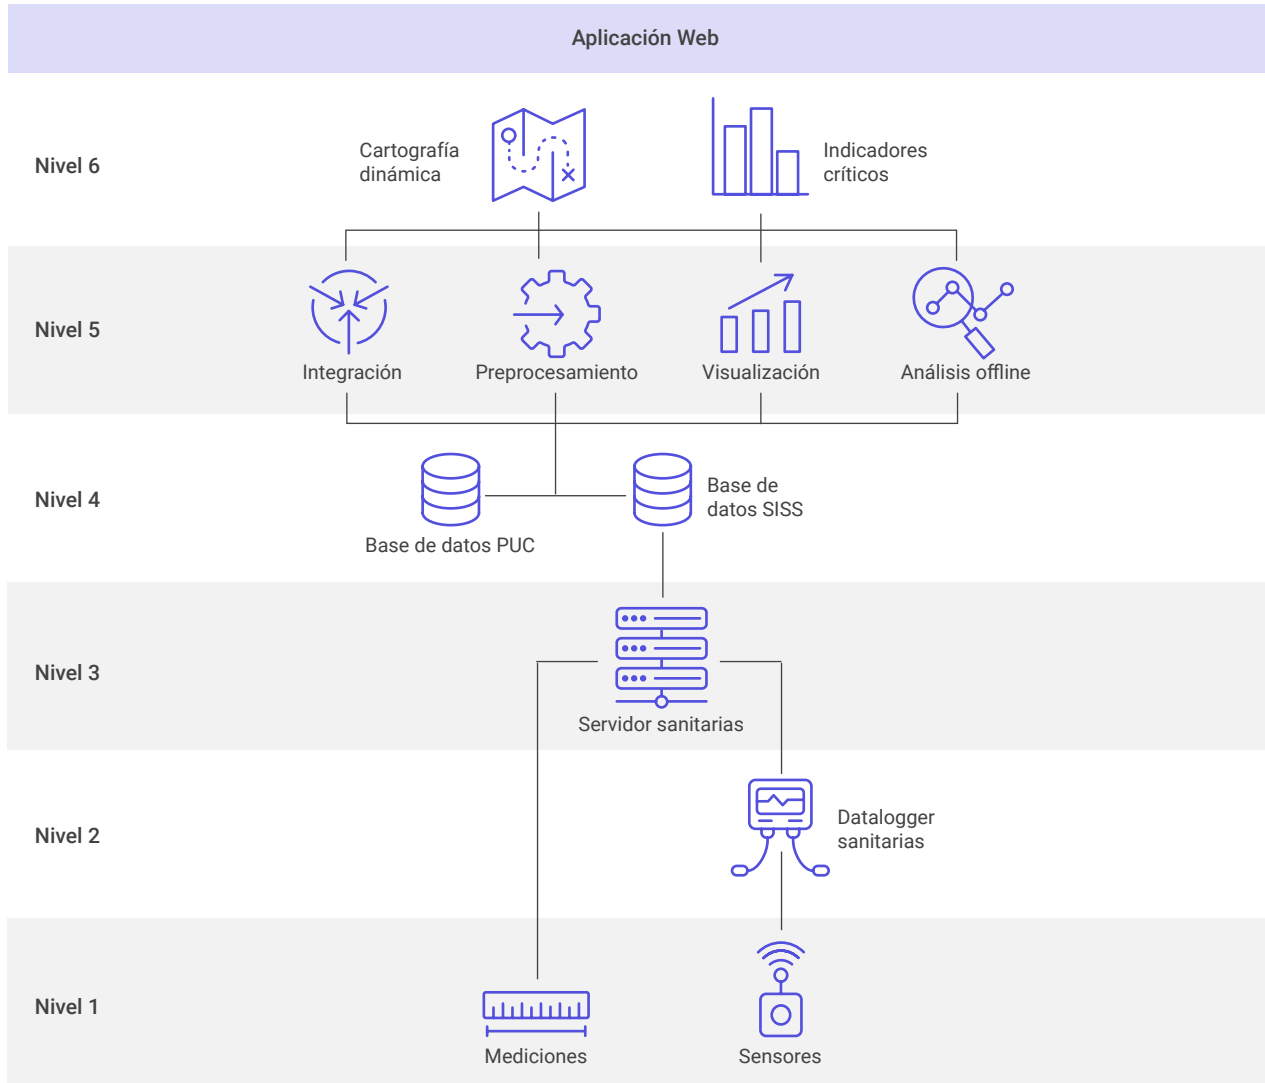 Aplicación Web
Nivel 6
Cartografía
dinámica
Indicadores
críticos
Nivel 5
Integración
Preprocesamiento
Visualización
Análisis offline
Nivel 4
Base de datos PUC
Base de
datos SISS
Nivel 3
Servidor sanitarias
Nivel 2
Datalogger
sanitarias
Nivel 1
Mediciones
Sensores